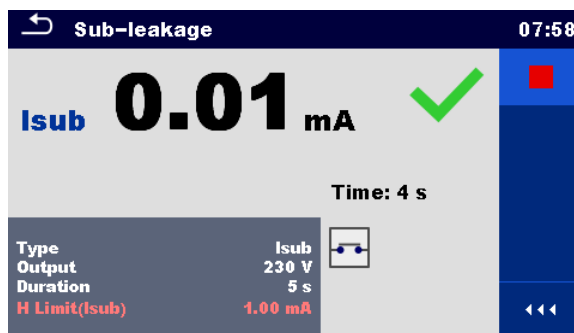 Sub-leakage 07:58
Isub 0.01 mA
Time: 4 s
Type Isub
Output 230 V
Duration 5 s
H Limit(Isub) 1.00 mA